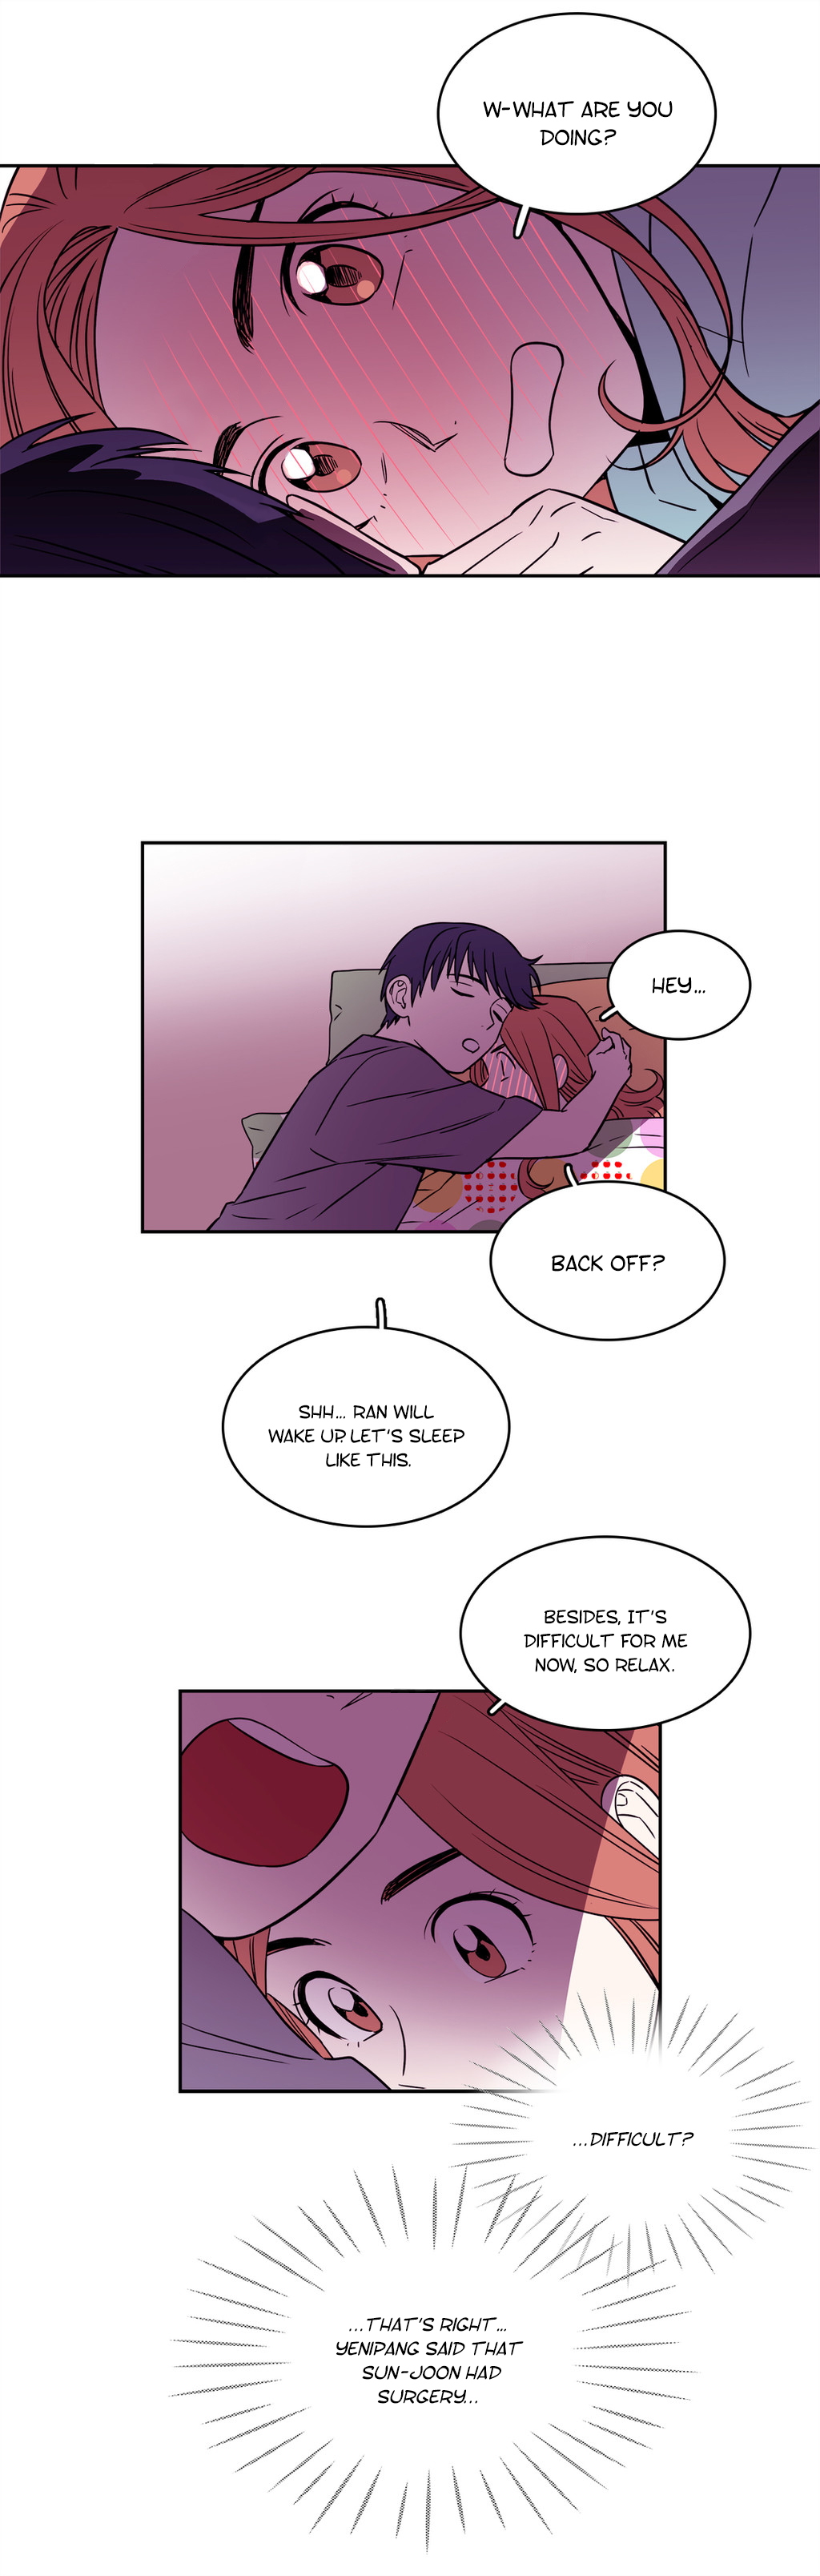 W-WHAT ARE YOU
DOING?
HEY...
BACK OFF?
SHH... RAN WILL
WAKE UP. LET'S SLEEP
LIKE THIS.
BESIDES, IT'S
DIFFICULT FOR ME
NOW, SO RELAX.
...DIFFICULT?
...THAT'S RIGHT...
YENIPANG SAID THAT
SUN-JOON HAD
SURGERY...